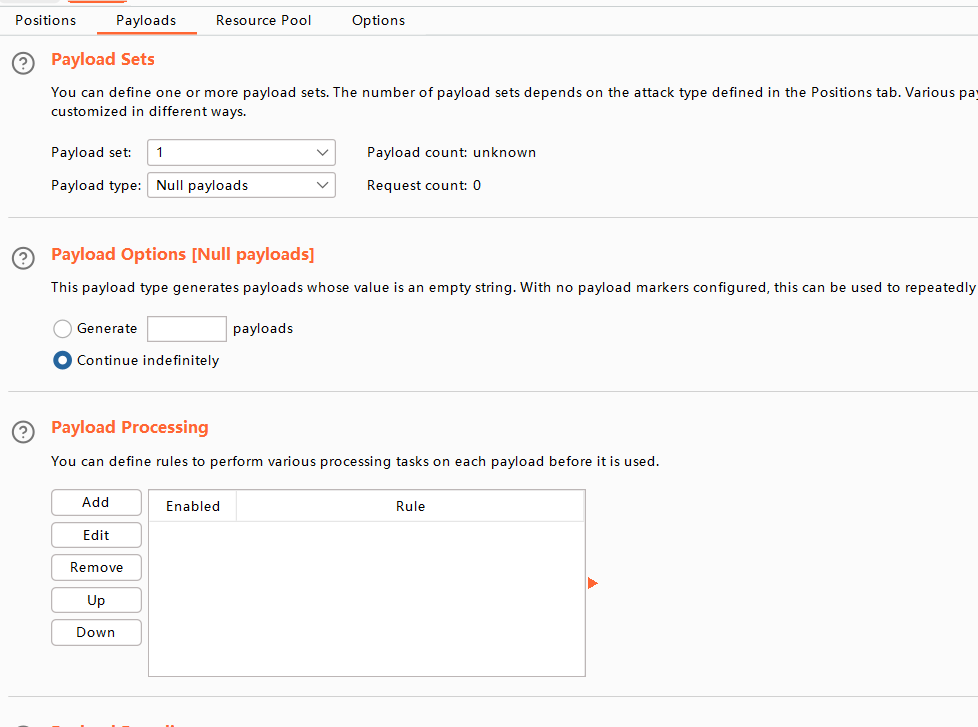 Positions Payloads Resource Pool Options
Payload Sets
You can define one or more payload sets. The number of payload sets depends on the attack type defined in the Positions tab. Various pay
customized in different ways.
Payload set: 1 Payload count: unknown
Payload type: Null payloads Request count: 0
Payload Options [Null payloads]
This payload type generates payloads whose value is an empty string. With no payload markers configured, this can be used to repeatedly
Generate payloads
Continue indefinitely
Payload Processing
You can define rules to perform various processing tasks on each payload before it is used.
Add
Enabled Rule
Edit
Remove
Up
Down